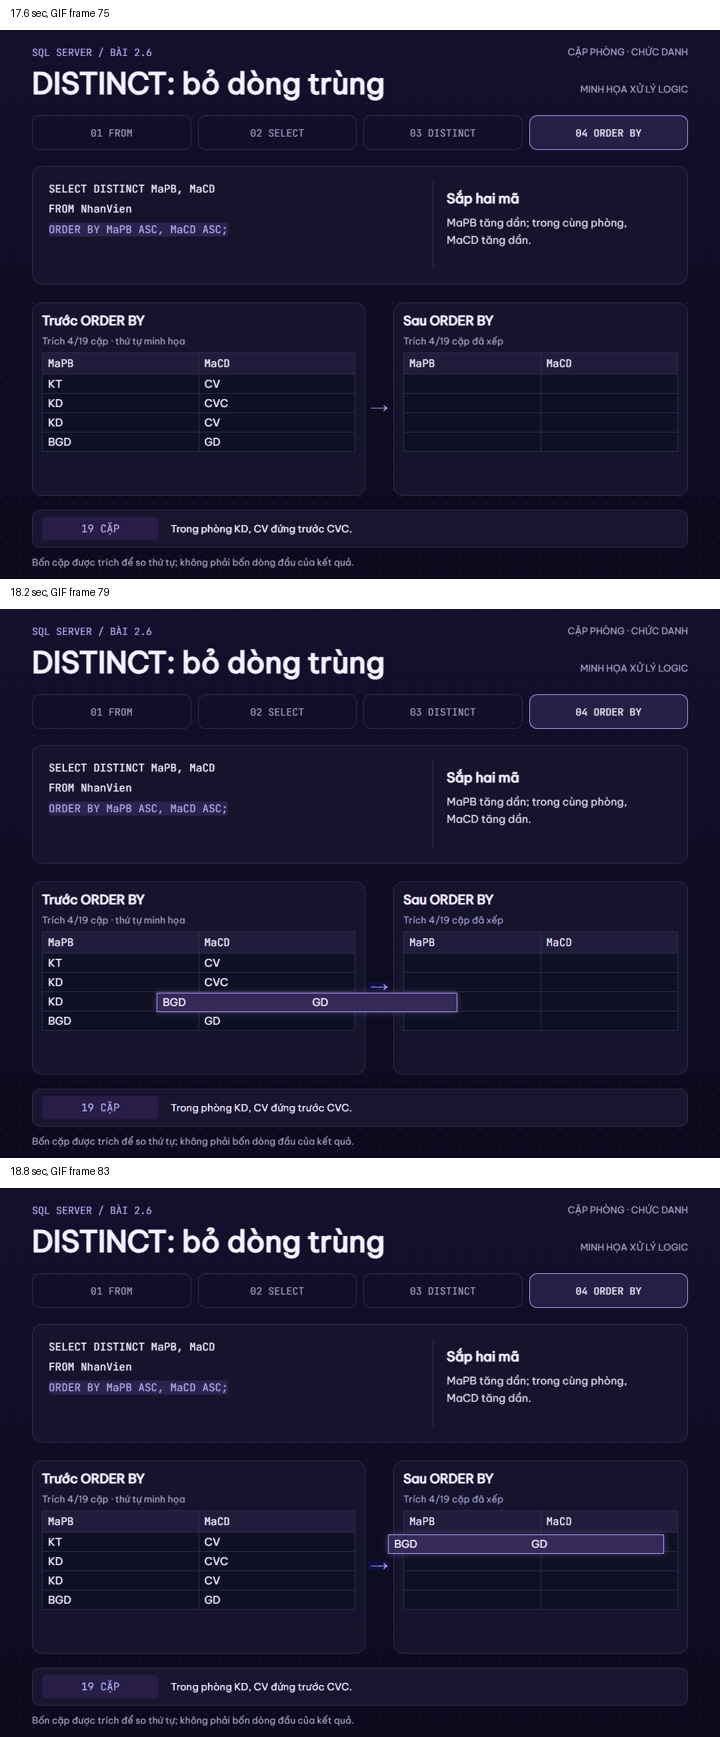 17.6 sec, GIF frame 75
SQL SERVER / BÀI 2.6
CẶP PHÒNG · CHỨC DANH
DISTINCT: bỏ dòng trùng
MINH HỌA XỬ LÝ LOGIC
01 FROM
02 SELECT
03 DISTINCT
04 ORDER BY
SELECT DISTINCT MaPB, MaCD
FROM NhanVien
ORDER BY MaPB ASC, MaCD ASC;
Sắp hai mã
MaPB tăng dần; trong cùng phòng,
MaCD tăng dần.
Trước ORDER BY
Trích 4/19 cặp · thứ tự minh họa
MaPB MaCD
KT CV
KD CVC
KD CV
BGD GD
→
Sau ORDER BY
Trích 4/19 cặp đã xếp
MaPB MaCD
19 CẶP
Trong phòng KD, CV đứng trước CVC.
Bốn cặp được trích để so thứ tự; không phải bốn dòng đầu của kết quả.
18.2 sec, GIF frame 79
SQL SERVER / BÀI 2.6
CẶP PHÒNG · CHỨC DANH
DISTINCT: bỏ dòng trùng
MINH HỌA XỬ LÝ LOGIC
01 FROM
02 SELECT
03 DISTINCT
04 ORDER BY
SELECT DISTINCT MaPB, MaCD
FROM NhanVien
ORDER BY MaPB ASC, MaCD ASC;
Sắp hai mã
MaPB tăng dần; trong cùng phòng,
MaCD tăng dần.
Trước ORDER BY
Trích 4/19 cặp · thứ tự minh họa
MaPB MaCD
KT CV
KD CVC
KD
BGD GD
BGD GD
→
Sau ORDER BY
Trích 4/19 cặp đã xếp
MaPB MaCD
19 CẶP
Trong phòng KD, CV đứng trước CVC.
Bốn cặp được trích để so thứ tự; không phải bốn dòng đầu của kết quả.
18.8 sec, GIF frame 83
SQL SERVER / BÀI 2.6
CẶP PHÒNG · CHỨC DANH
DISTINCT: bỏ dòng trùng
MINH HỌA XỬ LÝ LOGIC
01 FROM
02 SELECT
03 DISTINCT
04 ORDER BY
SELECT DISTINCT MaPB, MaCD
FROM NhanVien
ORDER BY MaPB ASC, MaCD ASC;
Sắp hai mã
MaPB tăng dần; trong cùng phòng,
MaCD tăng dần.
Trước ORDER BY
Trích 4/19 cặp · thứ tự minh họa
MaPB MaCD
KT CV
KD CVC
KD CV
BGD GD
→
Sau ORDER BY
Trích 4/19 cặp đã xếp
MaPB MaCD
BGD GD
19 CẶP
Trong phòng KD, CV đứng trước CVC.
Bốn cặp được trích để so thứ tự; không phải bốn dòng đầu của kết quả.